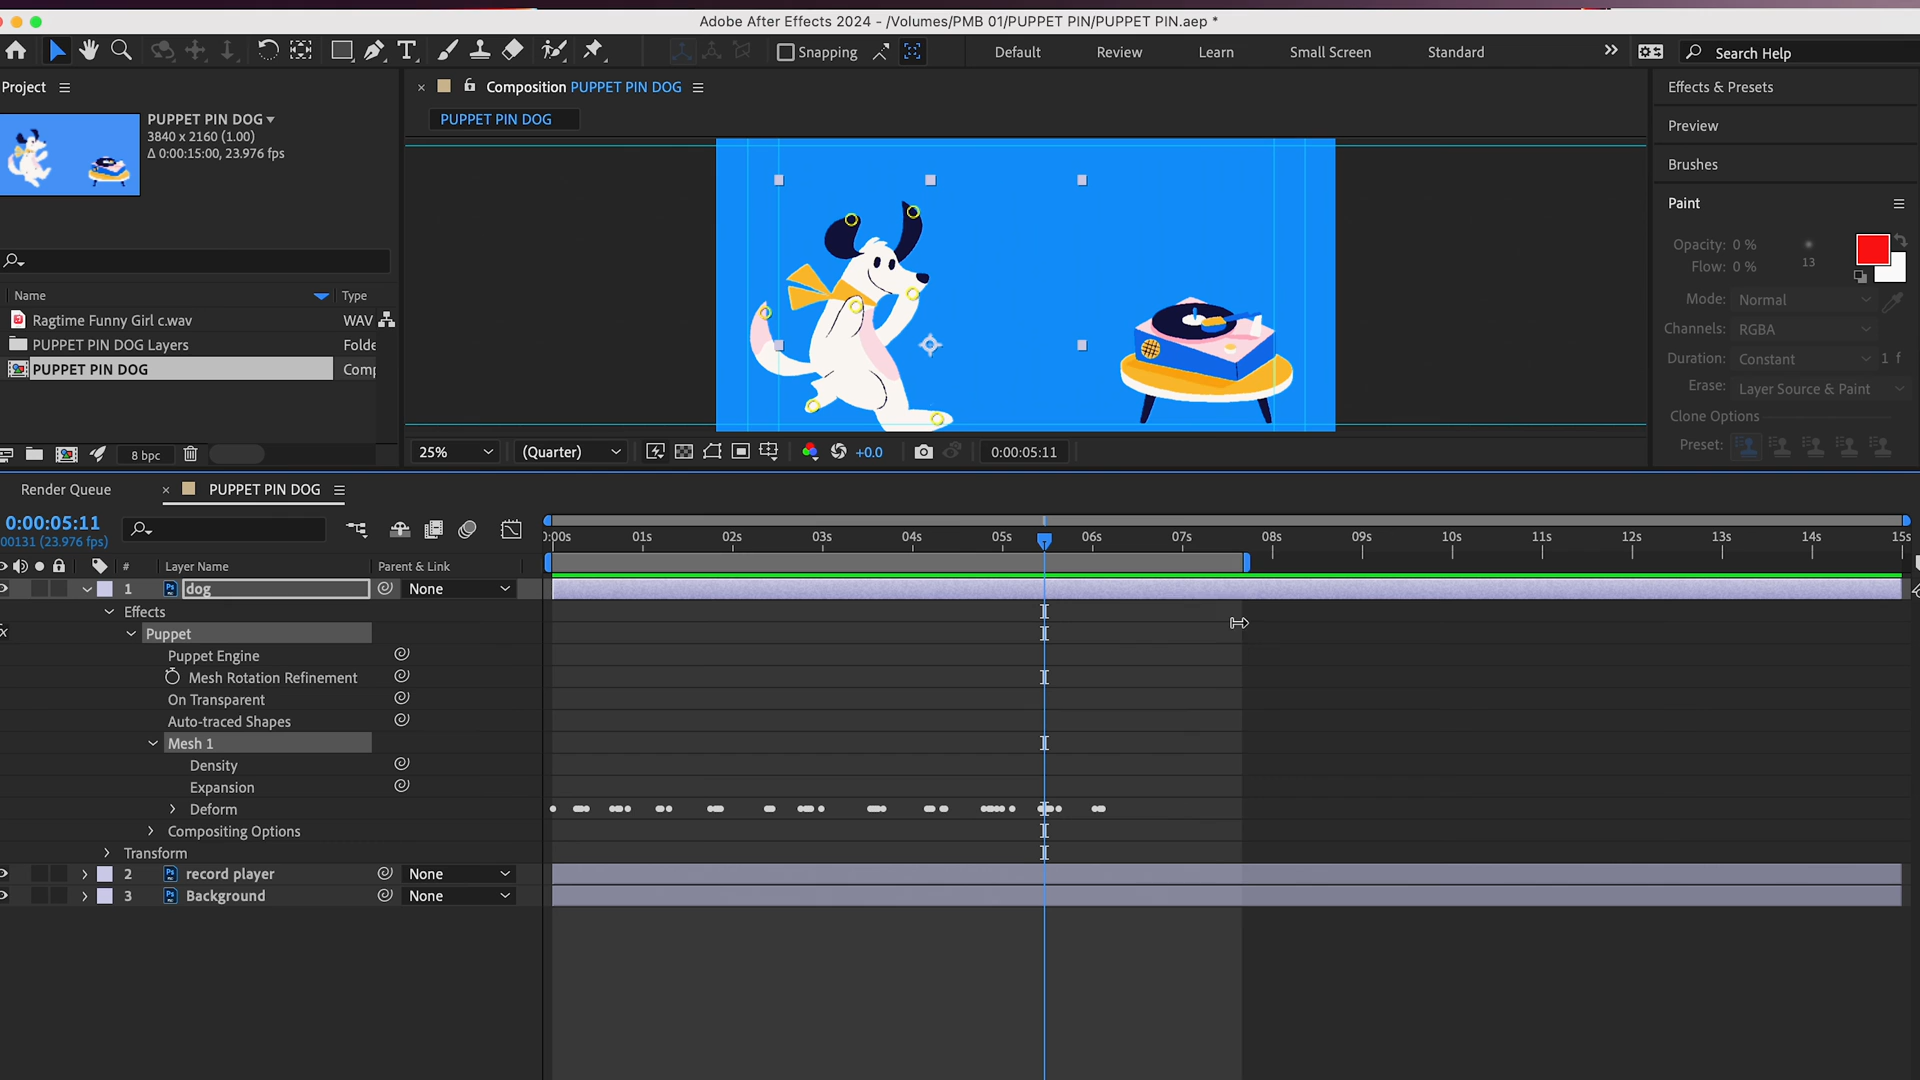 Adobe After Effects 2024 - /Volumes/PMB 01/PUPPET PIN/PUPPET PIN.aep *
Snapping
Default
Review
Learn
Small Screen
Standard
Search Help
Project
PUPPET PIN DOG
3840 x 2160 (1.00)
Δ 0:00:15:00, 23.976 fps
Name Type
Ragtime Funny Girl c.wav WAV
PUPPET PIN DOG Layers Folde
PUPPET PIN DOG Comp
8 bpc
Composition PUPPET PIN DOG
PUPPET PIN DOG
25% (Quarter) +0.0 0:00:05:11
Effects & Presets
Preview
Brushes
Paint
Opacity: 0 %
Flow: 0 %
13
Mode: Normal
Channels: RGBA
Duration: Constant 1 f
Erase: Layer Source & Paint
Clone Options
Preset:
Render Queue
PUPPET PIN DOG
0:00:05:11
00131 (23.976 fps)
0:00s 01s 02s 03s 04s 05s 06s 07s 08s 09s 10s 11s 12s 13s 14s 15s
# Layer Name Parent & Link
1 dog None
Effects
Puppet
Puppet Engine
Mesh Rotation Refinement
On Transparent
Auto-traced Shapes
Mesh 1
Density
Expansion
Deform
Compositing Options
Transform
2 record player None
3 Background None